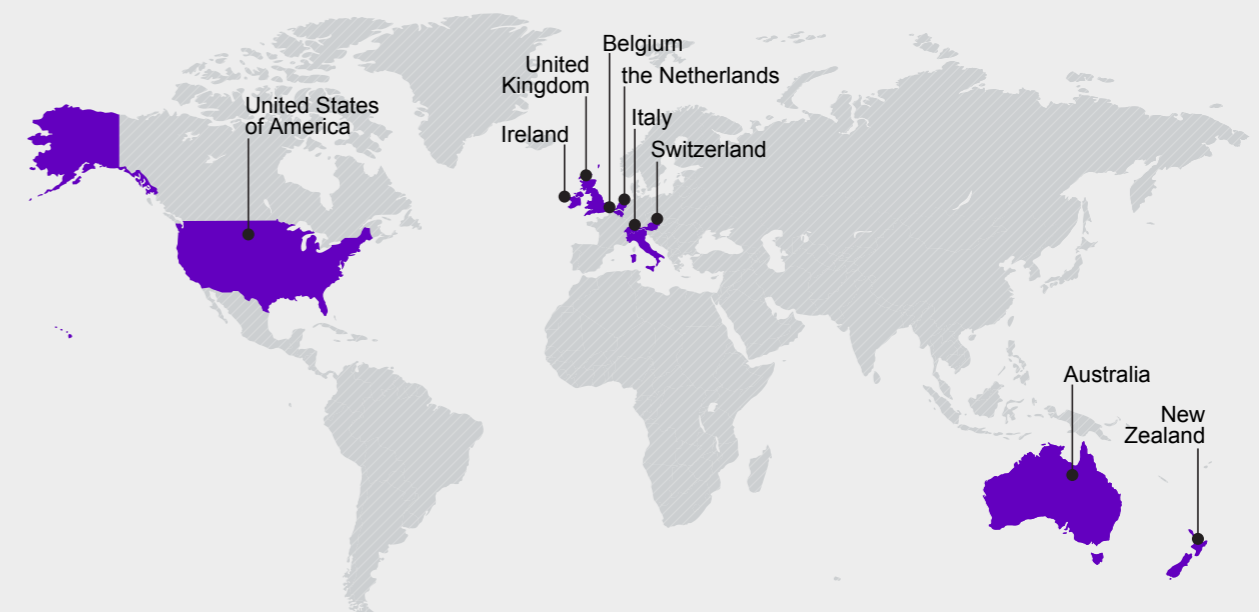 Belgium
United
Kingdom
the Netherlands
United States
of America
Ireland
Italy
Switzerland
Australia
New
Zealand